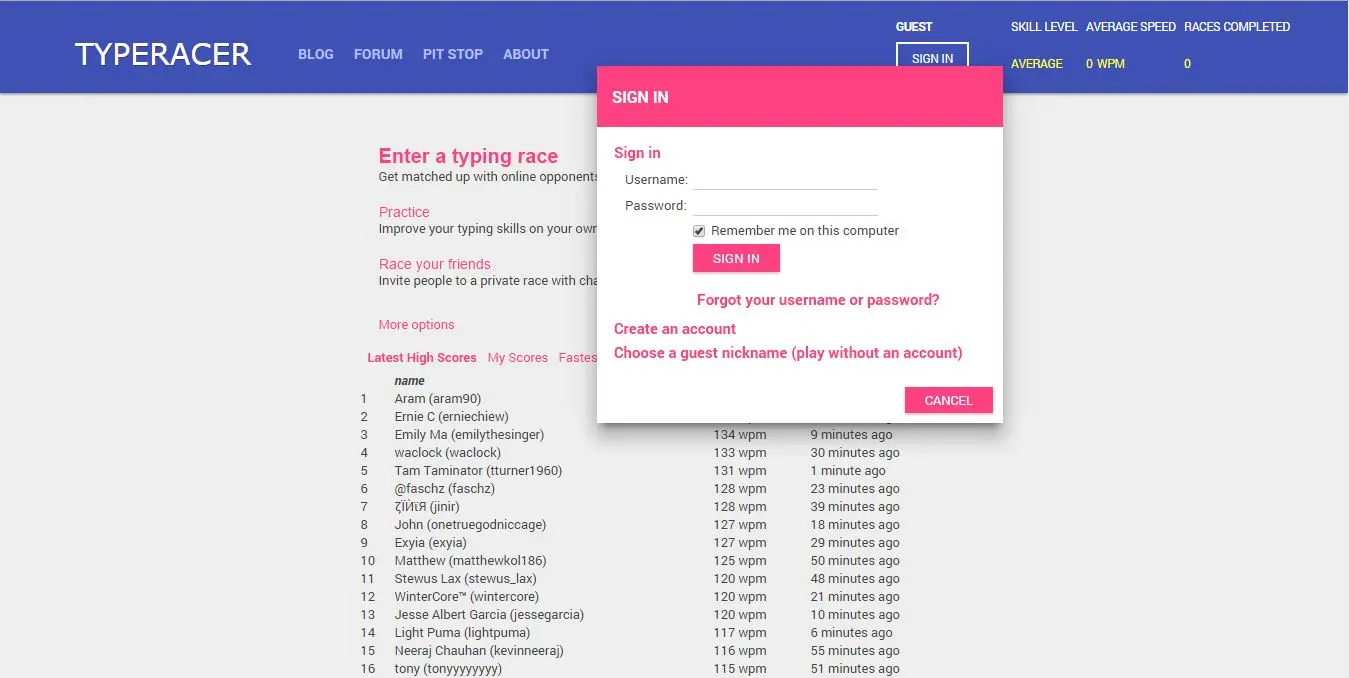 TYPERACER
BLOG FORUM PIT STOP ABOUT
GUEST
SIGN IN
SKILL LEVEL AVERAGE SPEED RACES COMPLETED
AVERAGE 0 WPM 0
SIGN IN
Sign in
Username:
Password:
Remember me on this computer
SIGN IN
Forgot your username or password?
Create an account
Choose a guest nickname (play without an account)
CANCEL
Enter a typing race
Get matched up with online opponents
Practice
Improve your typing skills on your own
Race your friends
Invite people to a private race with
More options
Latest High Scores My Scores
name
1 Aram (aram90)
2 Ernie C (erniechiew)
3 Emily Ma (emilythesinger) 134 wpm 9 minutes ago
4 waclock (waclock) 133 wpm 30 minutes ago
5 Tam Taminator (tturner1960) 131 wpm 1 minute ago
6 @faschz (faschz) 128 wpm 23 minutes ago
7 (jinir) 128 wpm 39 minutes ago
8 John (onetruegodniccage) 127 wpm 18 minutes ago
9 Exyia (exyia) 127 wpm 29 minutes ago
10 Matthew (matthewkol186) 125 wpm 50 minutes ago
11 Stewus Lax (stewus_lax) 120 wpm 48 minutes ago
12 WinterCore™ (wintercore) 120 wpm 21 minutes ago
13 Jesse Albert Garcia (jessegarcia) 120 wpm 10 minutes ago
14 Light Puma (lightpuma) 117 wpm 6 minutes ago
15 Neeraj Chauhan (kevinneeraj) 116 wpm 55 minutes ago
16 tony (tonyyyyyyyy) 115 wpm 51 minutes ago